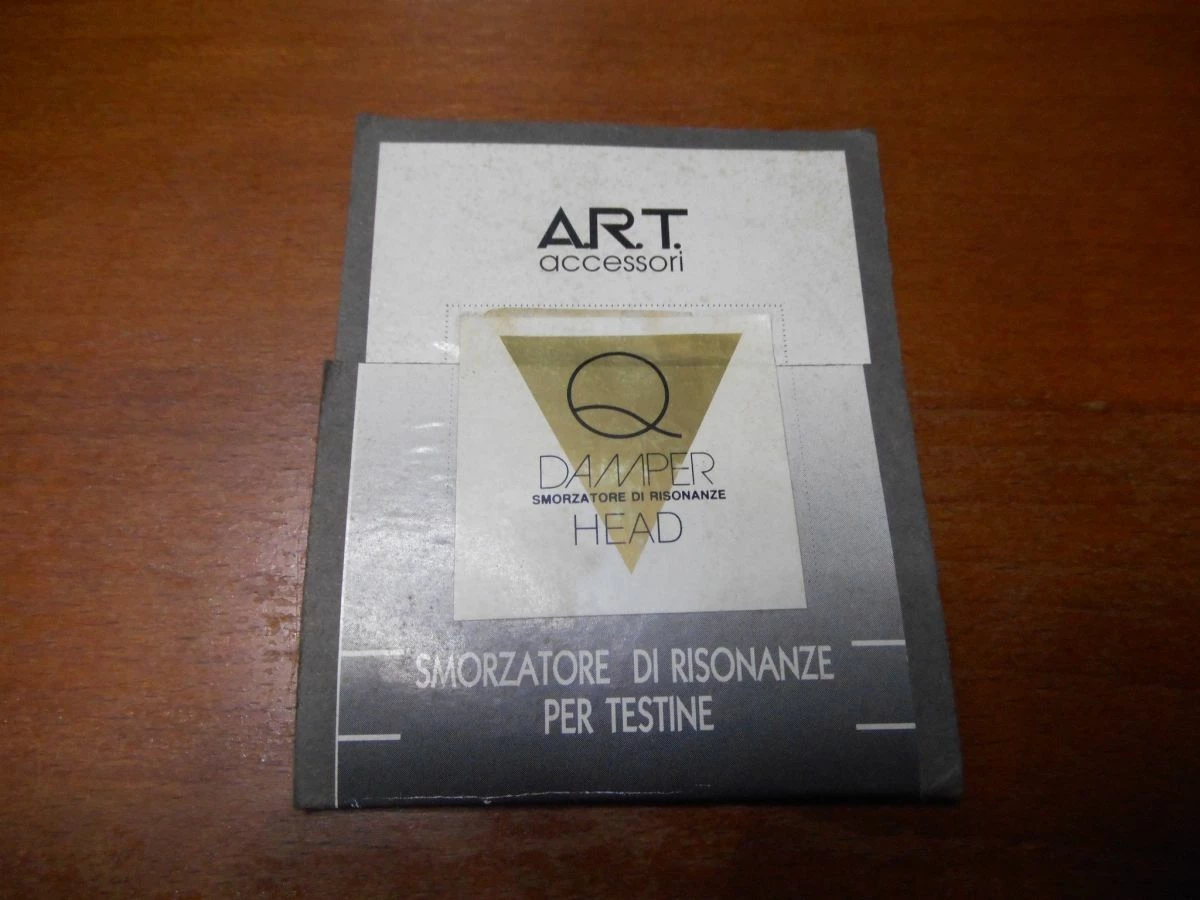 A.R.T.
accessori
Q
DAMPER
SMORZATORE DI RISONANZE
HEAD
SMORZATORE DI RISONANZE
PER TESTINE